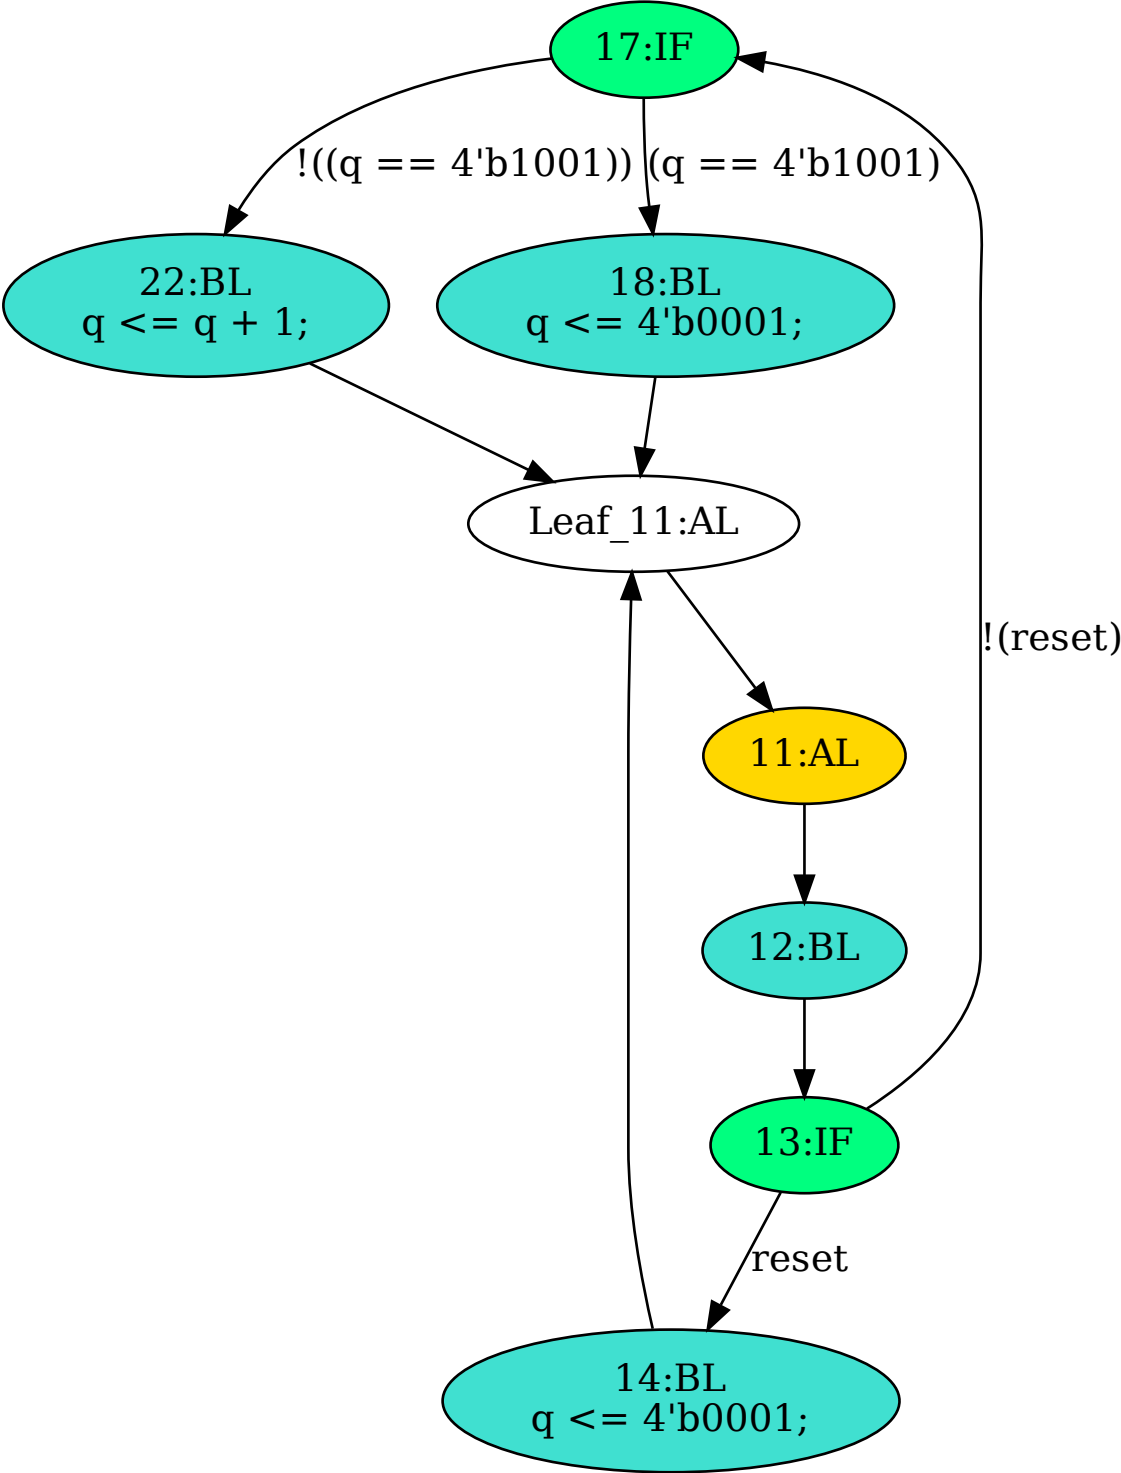 17:IF
!((q == 4'b1001))
(q == 4'b1001)
22:BL
q <= q + 1;
18:BL
q <= 4'b0001;
Leaf_11:AL
!(reset)
11:AL
12:BL
13:IF
reset
14:BL
q <= 4'b0001;